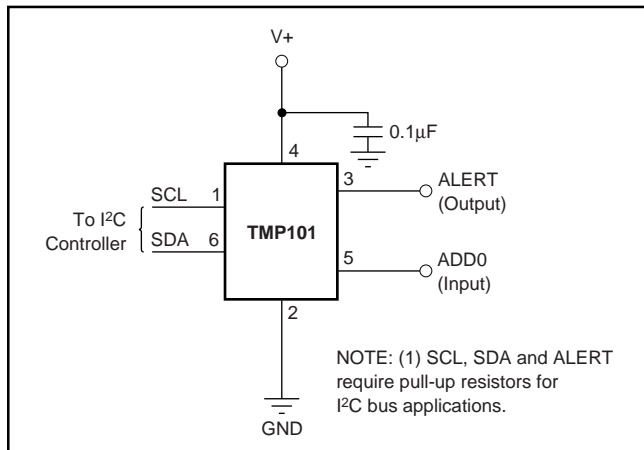 V+
0.1µF
4
SCL 1
3 ALERT
(Output)
To I²C
Controller
TMP101
SDA 6
5 ADD0
(Input)
2
GND
NOTE: (1) SCL, SDA and ALERT
require pull-up resistors for
I²C bus applications.